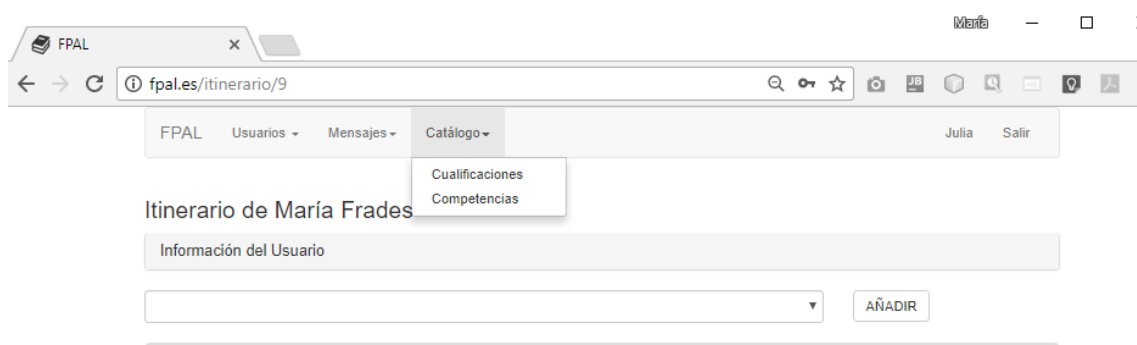 María
FPAL
fpal.es/itinerario/9
JB
FPAL Usuarios Mensajes Catálogo Julia Salir
Cualificaciones
Competencias
Itinerario de María Frades
Información del Usuario
AÑADIR